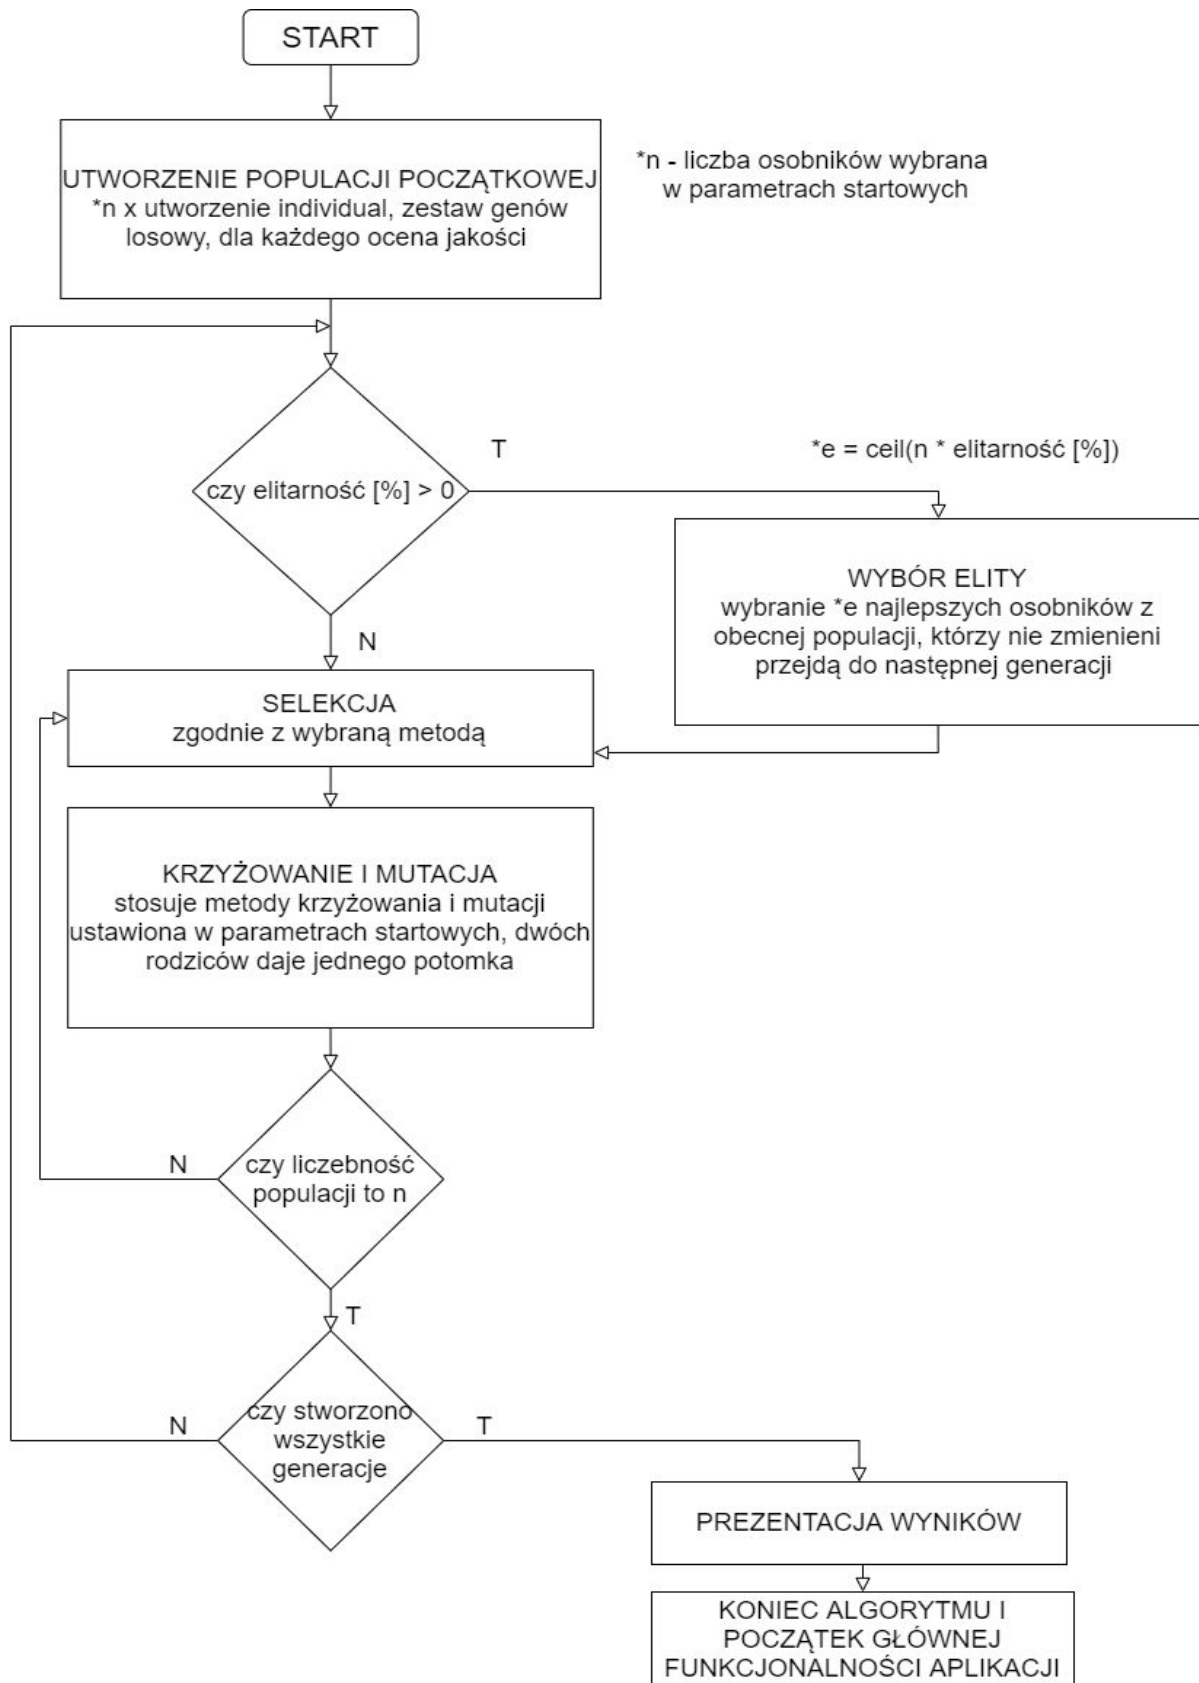 START
UTWORZENIE POPULACJI POCZĄTKOWEJ
*n x utworzenie individual, zestaw genów
losowy, dla każdego ocena jakości
*n - liczba osobników wybrana
w parametrach startowych
czy elitarność [%] > 0
T
*e = ceil(n * elitarność [%])
N
WYBÓR ELITY
wybranie *e najlepszych osobników z
obecnej populacji, którzy nie zmienieni
przejdą do następnej generacji
SELEKCJA
zgodnie z wybraną metodą
KRZYŻOWANIE I MUTACJA
stosuje metody krzyżowania i mutacji
ustawiona w parametrach startowych, dwóch
rodziców daje jednego potomka
N
czy liczebność
populacji to n
T
N
czy stworzono
wszystkie
generacje
T
PREZENTACJA WYNIKÓW
KONIEC ALGORYTMU I
POCZĄTEK GŁÓWNEJ
FUNKCJONALNOŚCI APLIKACJI